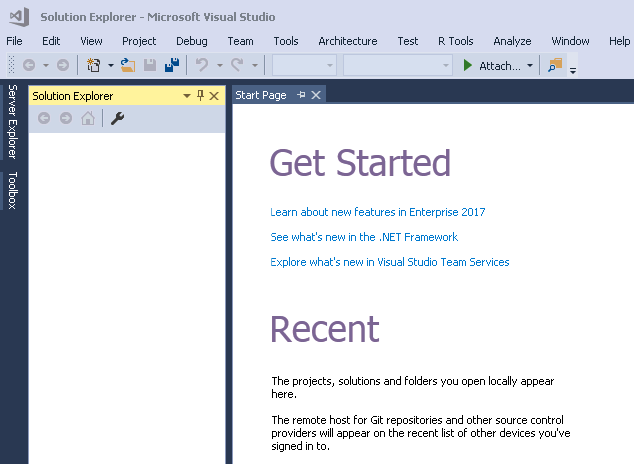 Solution Explorer - Microsoft Visual Studio
File Edit View Project Debug Team Tools Architecture Test R Tools Analyze Window Help
Attach...
Server Explorer
Toolbox
Solution Explorer
Start Page
Get Started
Learn about new features in Enterprise 2017
See what's new in the .NET Framework
Explore what's new in Visual Studio Team Services
Recent
The projects, solutions and folders you open locally appear
here.
The remote host for Git repositories and other source control
providers will appear on the recent list of other devices you've
signed in to.